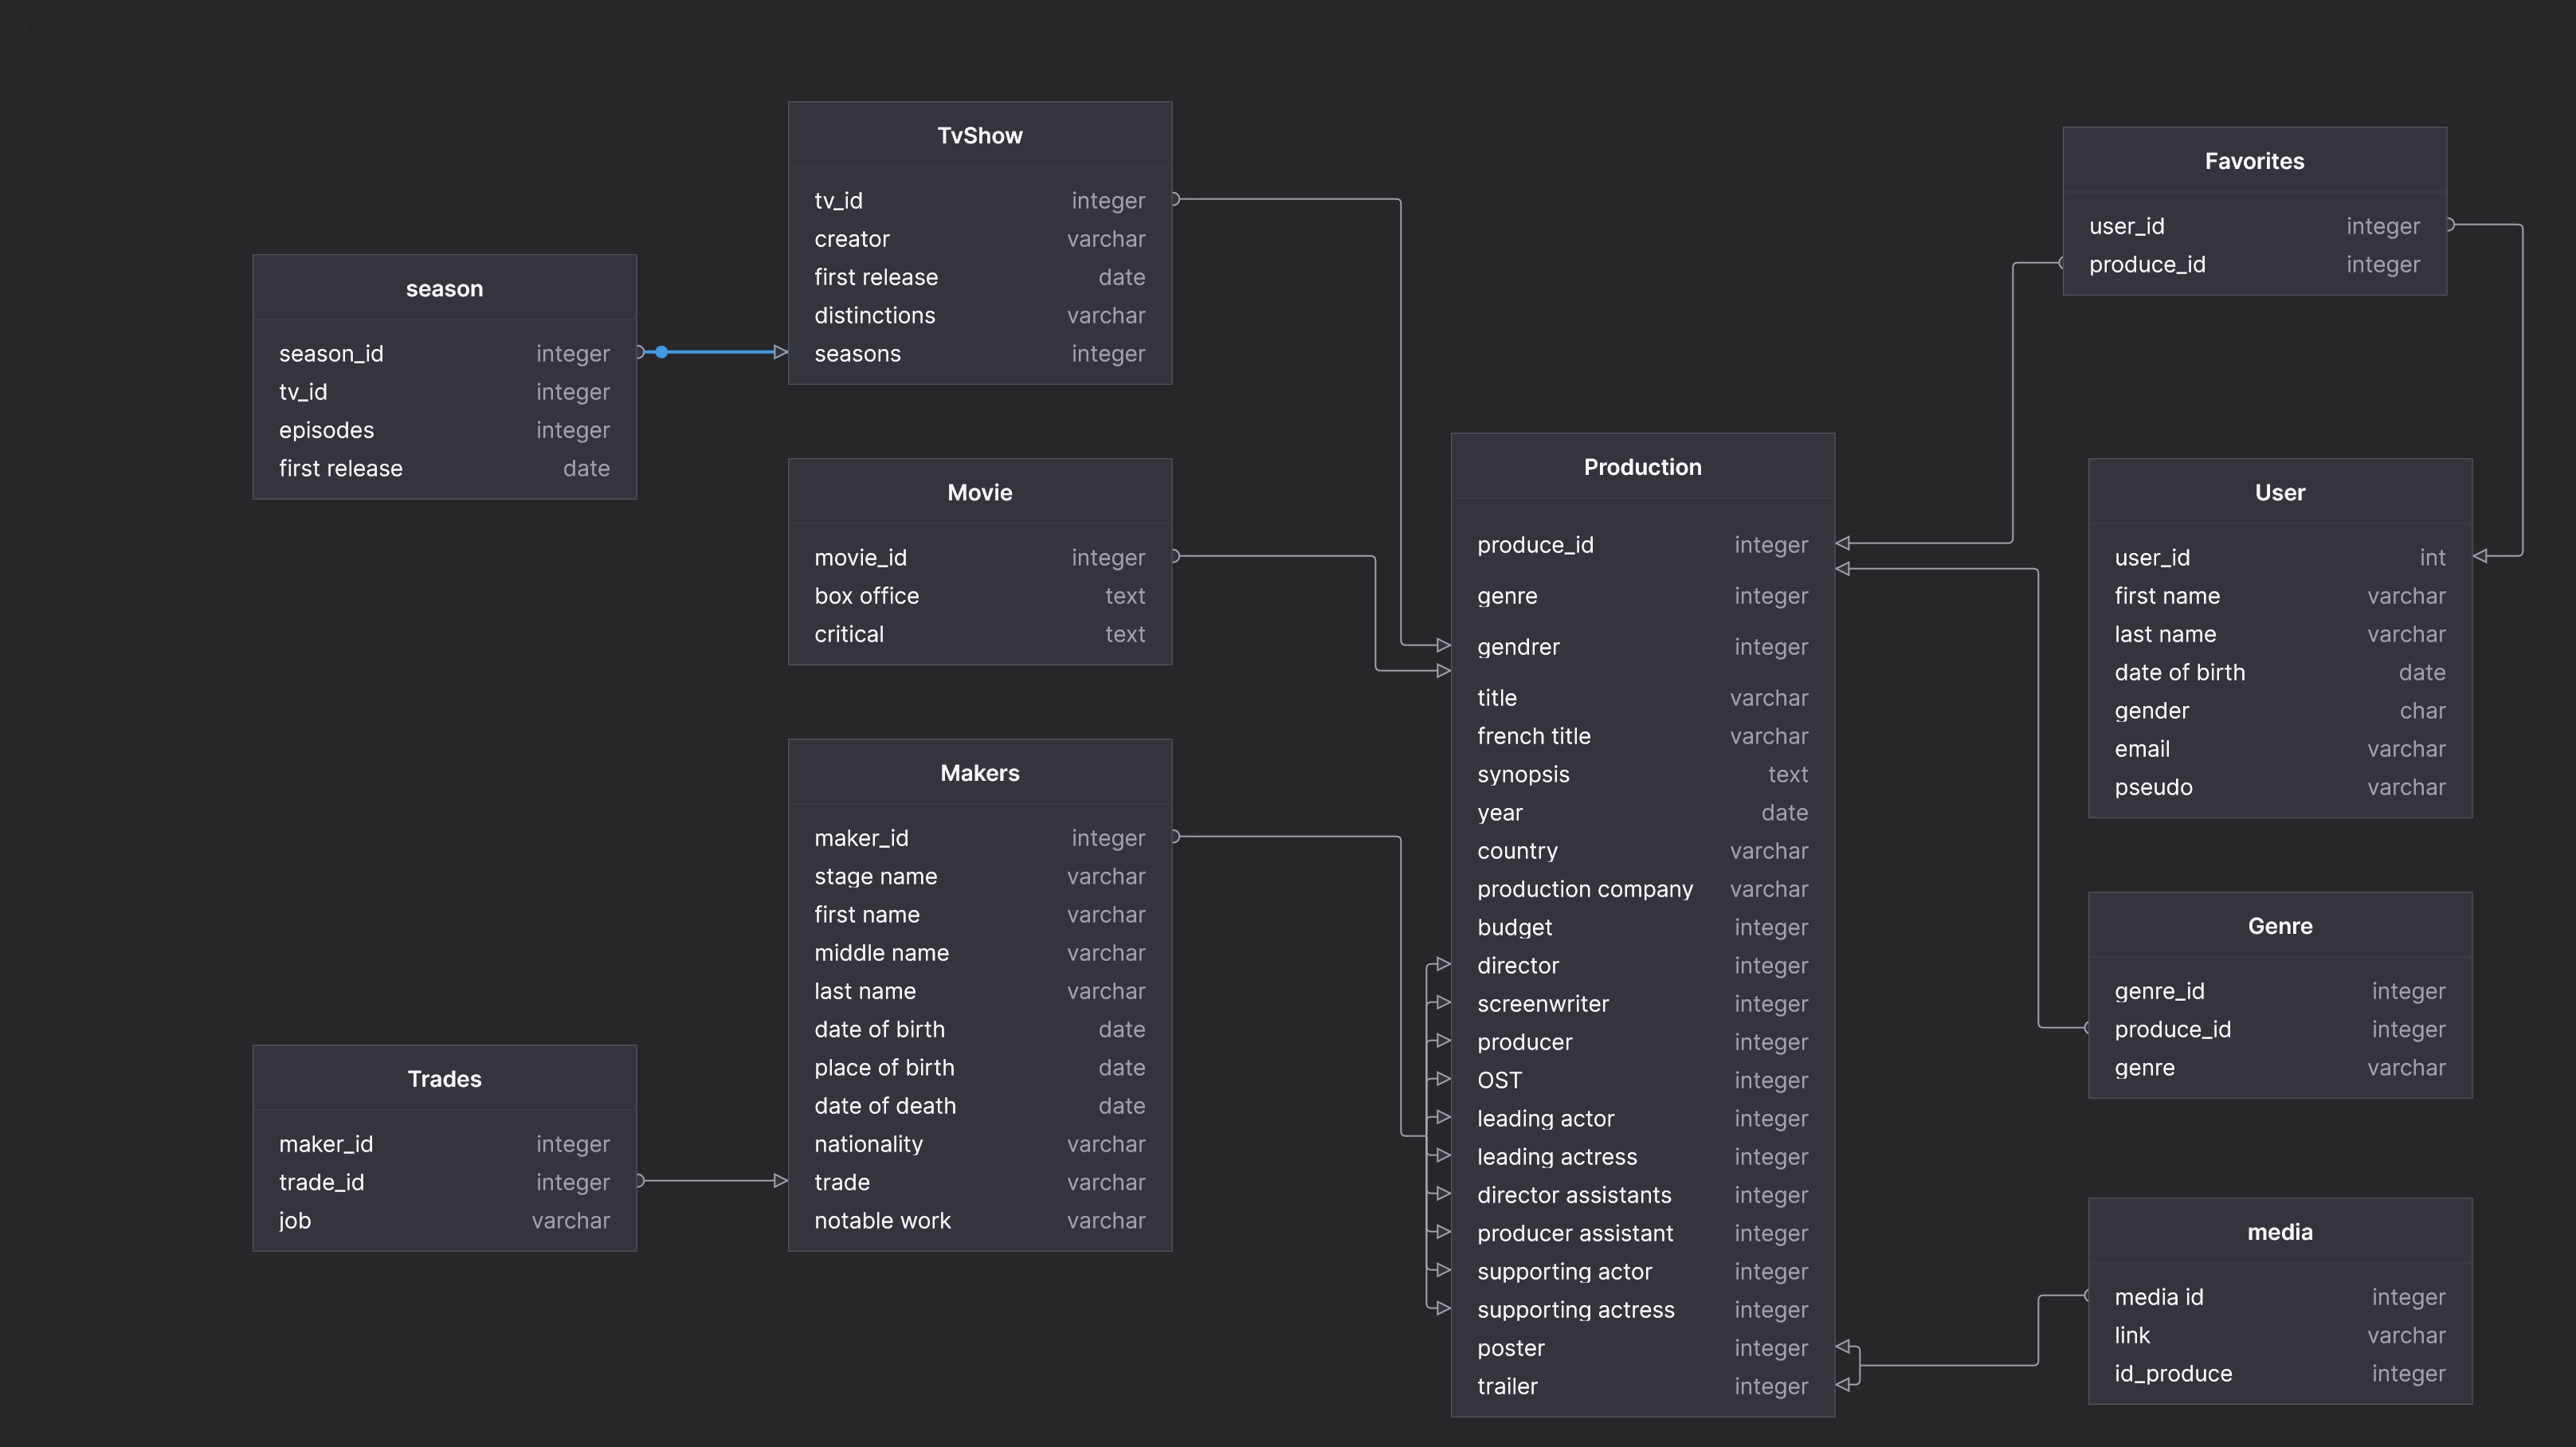 TvShow
tv_id integer
creator varchar
first release date
distinctions varchar
seasons integer
season
season_id integer
tv_id integer
episodes integer
first release date
Movie
movie_id integer
box office text
critical text
Makers
maker_id integer
stage name varchar
first name varchar
middle name varchar
last name varchar
date of birth date
place of birth date
date of death date
nationality varchar
trade varchar
notable work varchar
Trades
maker_id integer
trade_id integer
job varchar
Production
produce_id integer
genre integer
gendrer integer
title varchar
french title varchar
synopsis text
year date
country varchar
production company varchar
budget integer
director integer
screenwriter integer
producer integer
OST integer
leading actor integer
leading actress integer
director assistants integer
producer assistant integer
supporting actor integer
supporting actress integer
poster integer
trailer integer
Favorites
user_id integer
produce_id integer
User
user_id int
first name varchar
last name varchar
date of birth date
gender char
email varchar
pseudo varchar
Genre
genre_id integer
produce_id integer
genre varchar
media
media id integer
link varchar
id_produce integer